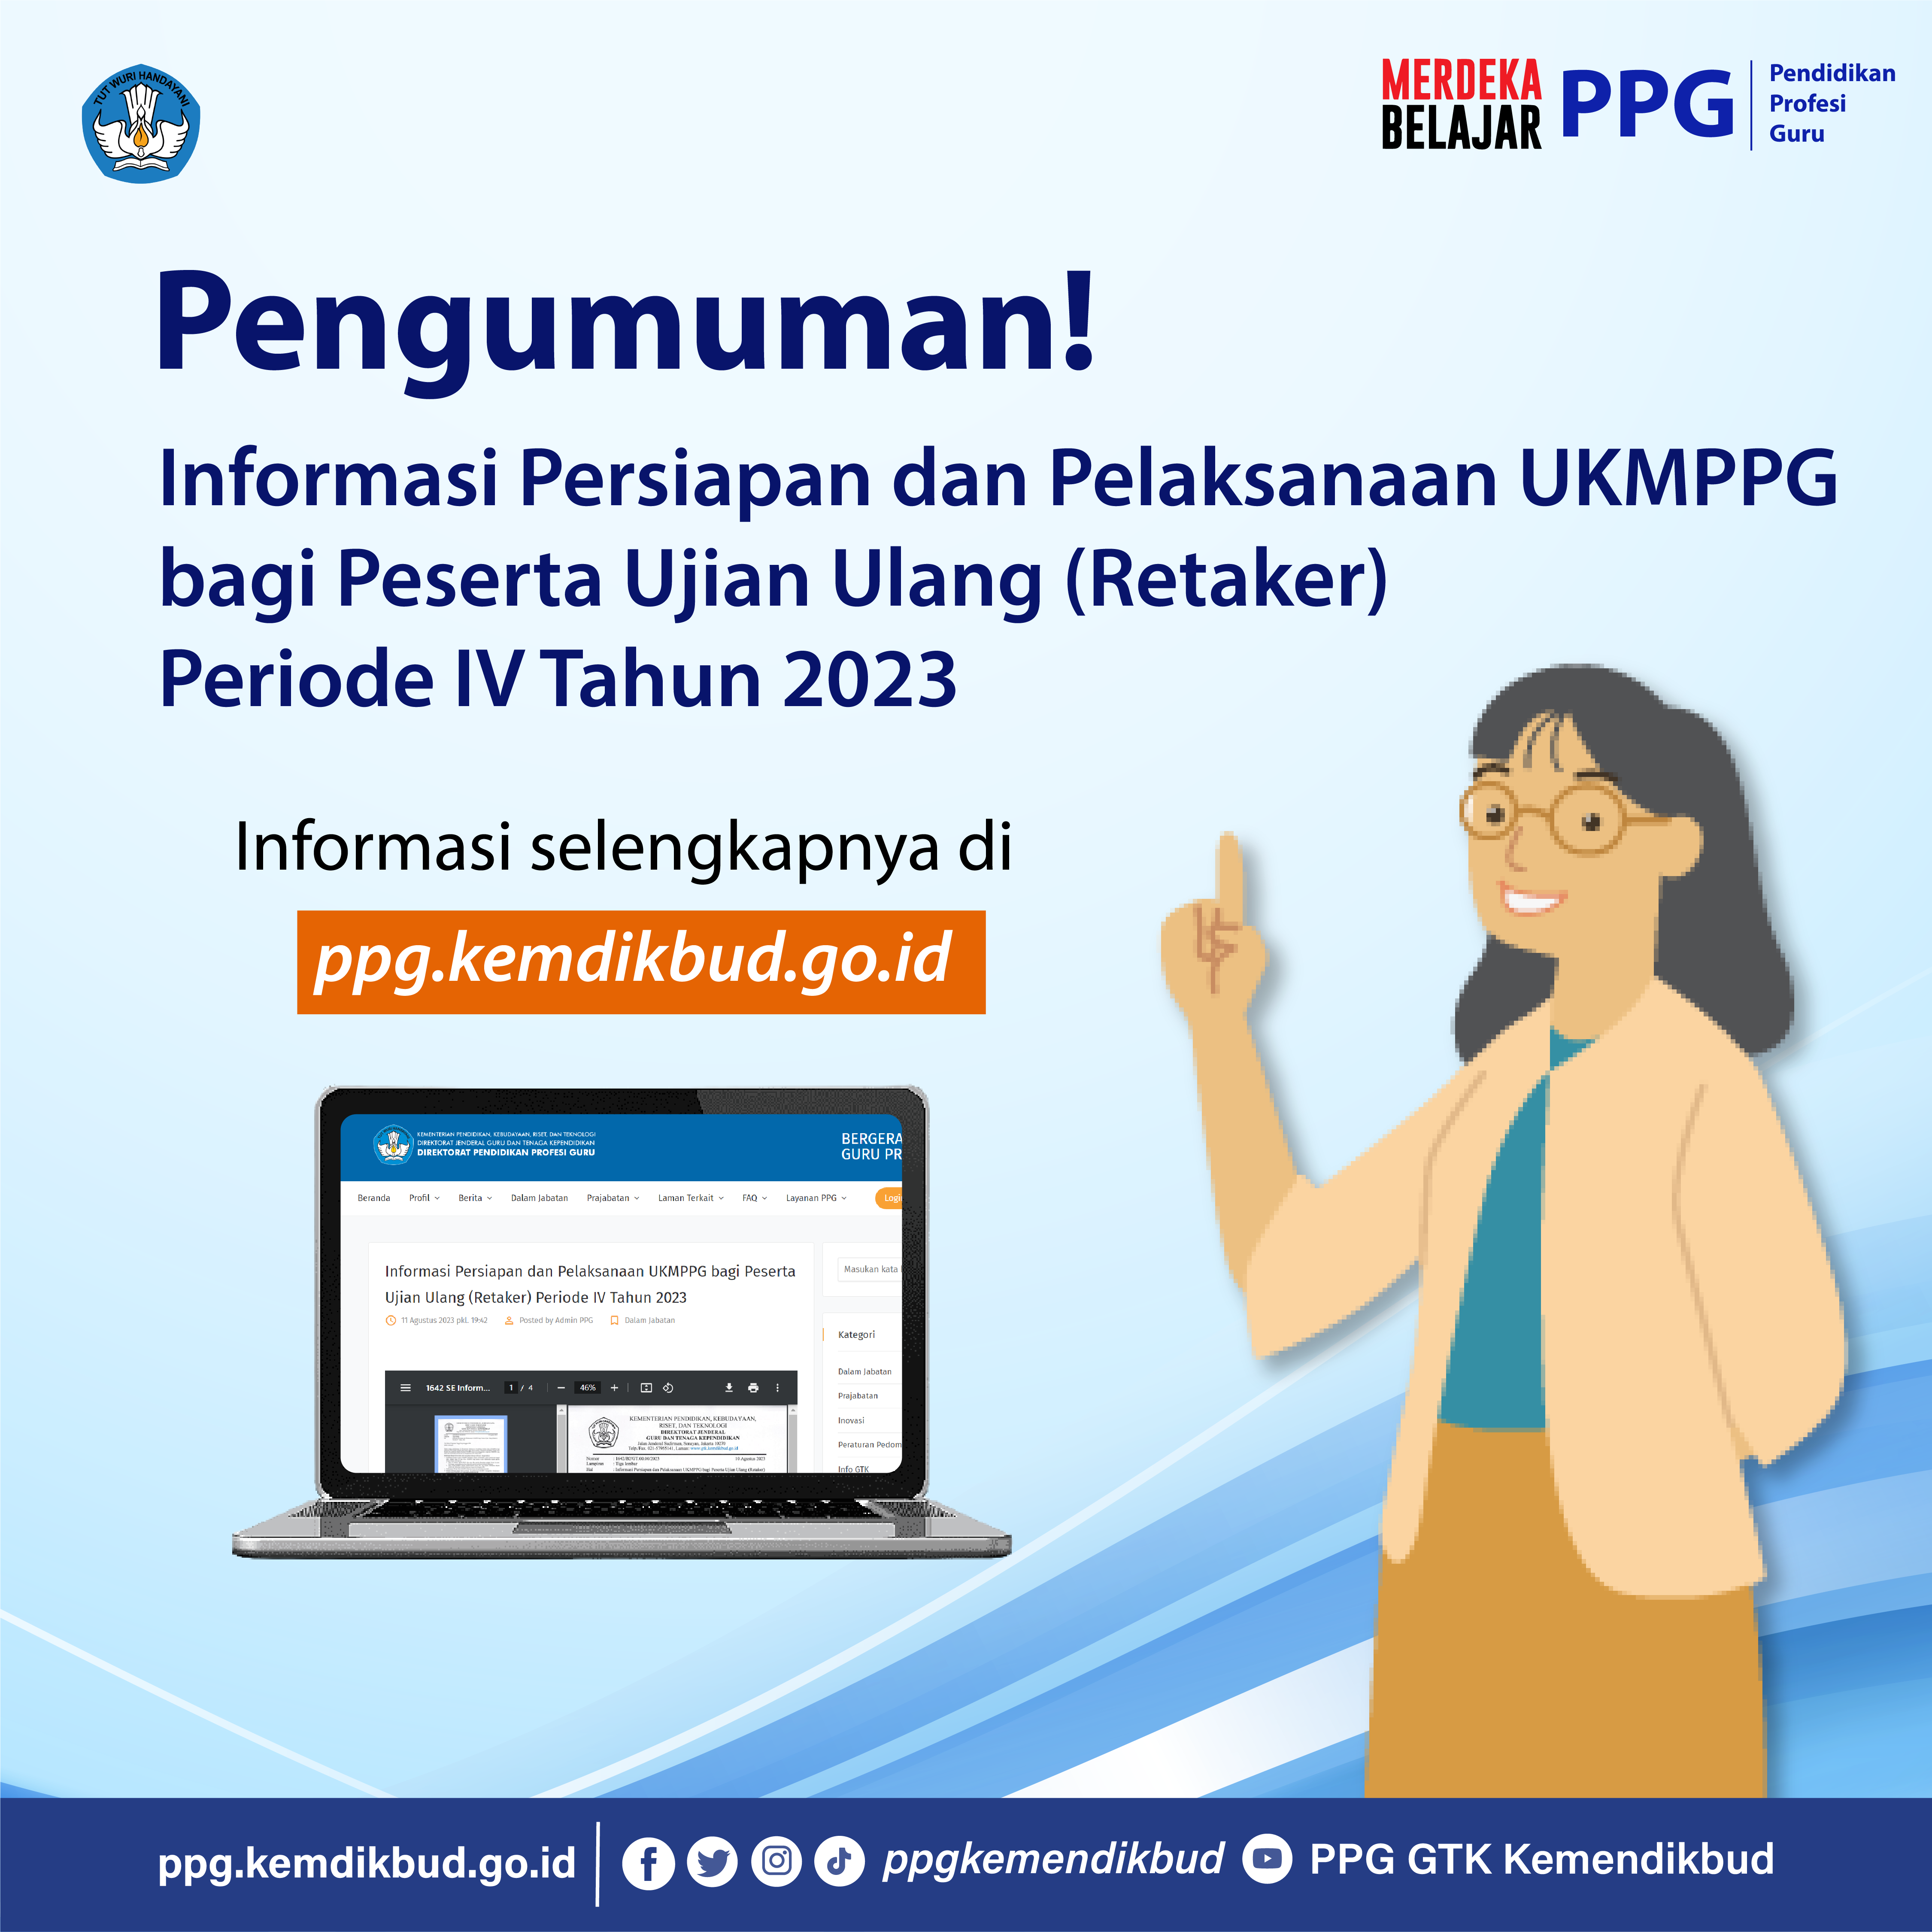 TUT WURI HANDAYANI
MERDEKA
BELAJAR
PPG
Pendidikan
Profesi
Guru
Pengumuman!
Informasi Persiapan dan Pelaksanaan UKMPPG
bagi Peserta Ujian Ulang (Retaker)
Periode IV Tahun 2023
Informasi selengkapnya di
ppg.kemdikbud.go.id
KEMENTERIAN PENDIDIKAN, KEBUDAYAAN, RISET, DAN TEKNOLOGI
DIREKTORAT JENDERAL GURU DAN TENAGA KEPENDIDIKAN
DIREKTORAT PENDIDIKAN PROFESI GURU
BERGERA
GURU PR
Beranda Profil Berita Dalam Jabatan Prajabatan Laman Terkait FAQ Layanan PPG Logi
Informasi Persiapan dan Pelaksanaan UKMPPG bagi Peserta
Ujian Ulang (Retaker) Periode IV Tahun 2023
11 Agustus 2023 pkl. 19:42 Posted by Admin PPG Dalam Jabatan
Masukan kata
Kategori
Dalam Jabatan
Prajabatan
Inovasi
Peraturan Pedom
Info GTK
1642 SE Inform... 1 / 4 46%
KEMENTERIAN PENDIDIKAN, KEBUDAYAAN,
RISET, DAN TEKNOLOGI
DIREKTORAT JENDERAL
GURU DAN TENAGA KEPENDIDIKAN
ppg.kemdikbud.go.id
ppgkemendikbud
PPG GTK Kemendikbud